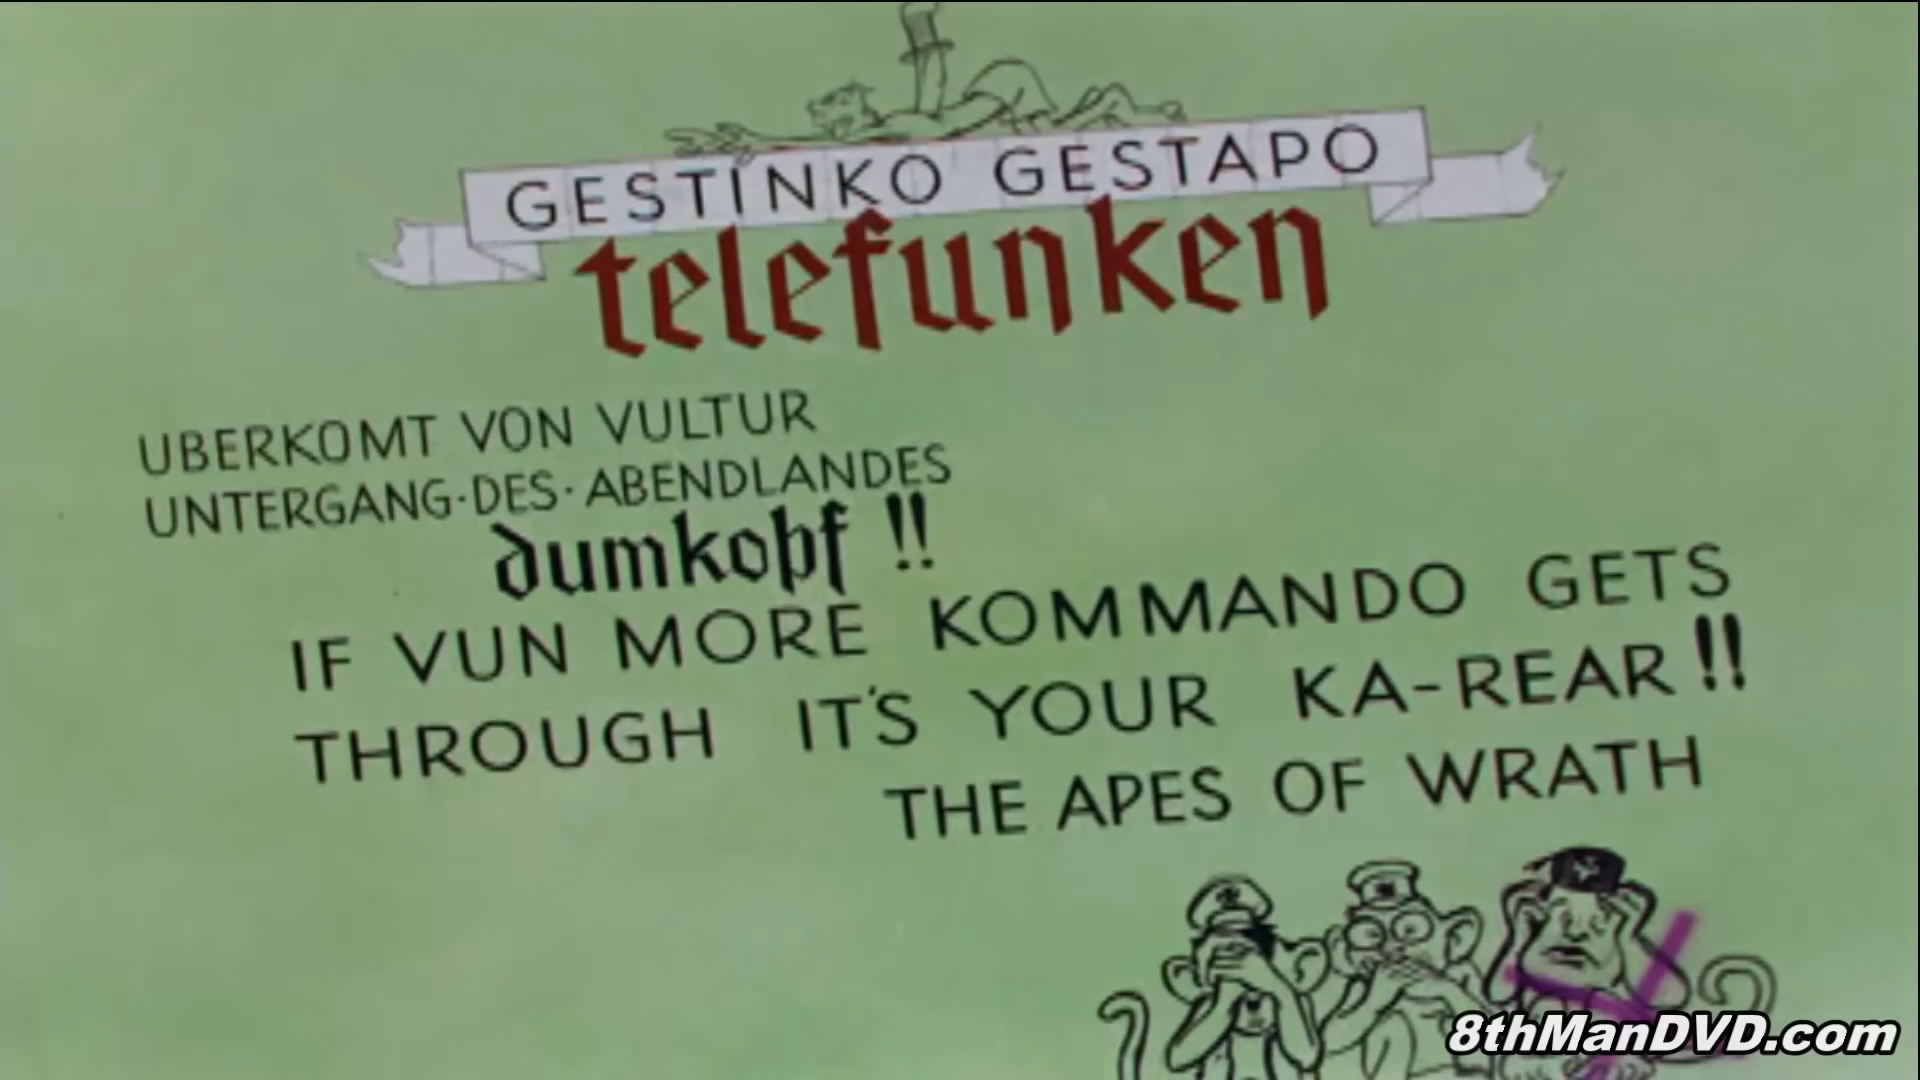 GESTINKO GESTAPO
telefunken
UBERKOMT VON VULTUR
UNTERGANG·DES·ABENDLANDES
dumkopf !!
IF VUN MORE KOMMANDO GETS
THROUGH IT'S YOUR KA-REAR!!
THE APES OF WRATH
8thManDVD.com